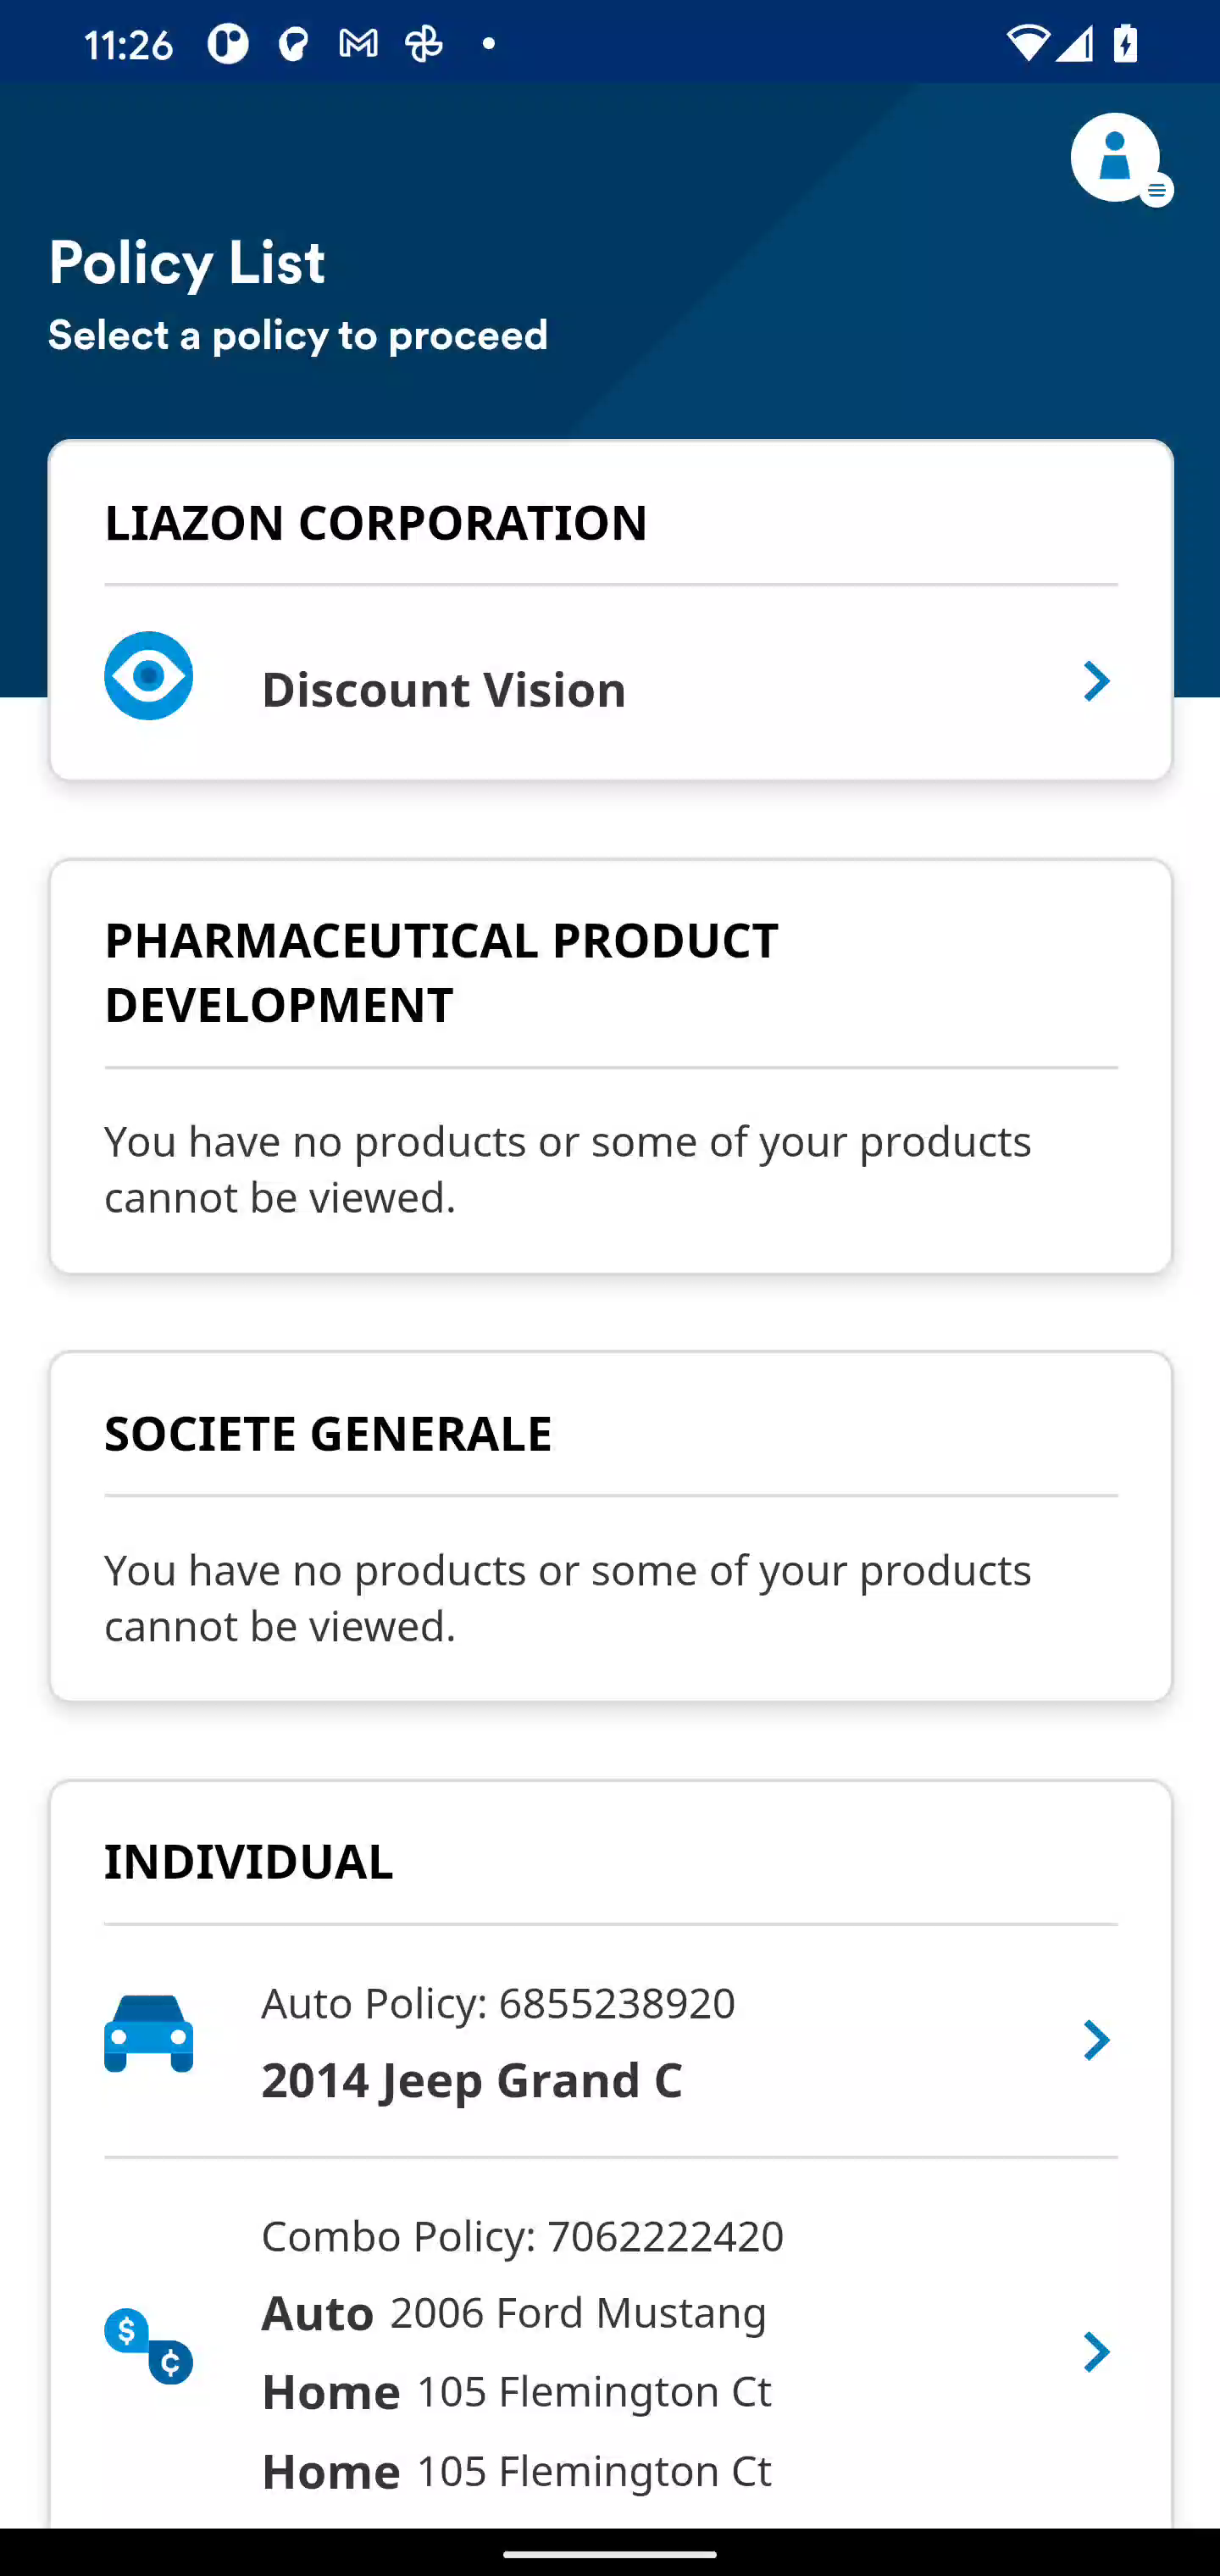 11:26
Policy List
Select a policy to proceed
LIAZON CORPORATION
Discount Vision
PHARMACEUTICAL PRODUCT
DEVELOPMENT
You have no products or some of your products
cannot be viewed.
SOCIETE GENERALE
You have no products or some of your products
cannot be viewed.
INDIVIDUAL
Auto Policy: 6855238920
2014 Jeep Grand C
Combo Policy: 7062222420
Auto 2006 Ford Mustang
$
¢
Home 105 Flemington Ct
Home 105 Flemington Ct